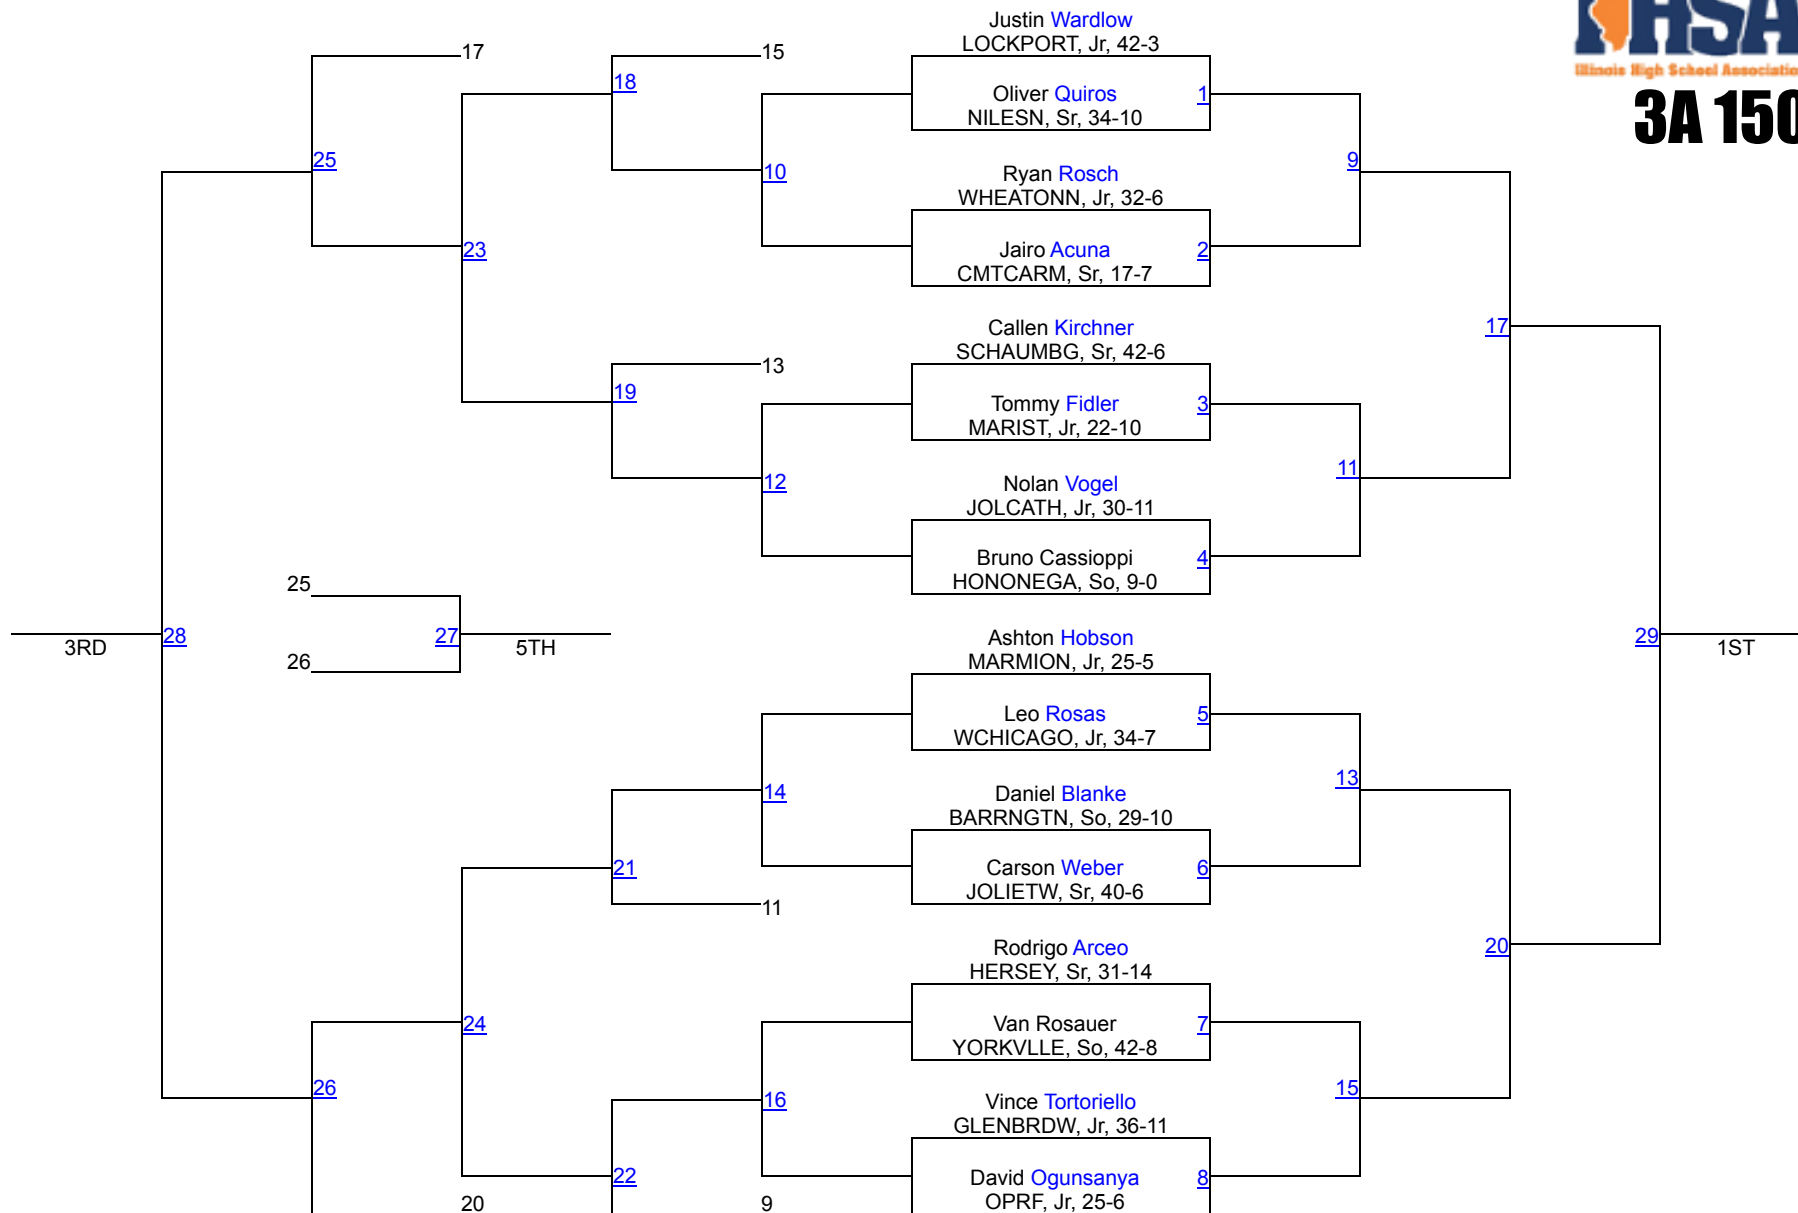 HSA
Illinois High School Associatio
3A 150
17
15
Justin Wardlow
LOCKPORT, Jr, 42-3
18
Oliver Quiros
1
NILESN, Sr, 34-10
25
10
Ryan Rosch
9
WHEATONN, Jr, 32-6
23
Jairo Acuna
2
CMTCARM, Sr, 17-7
Callen Kirchner
17
SCHAUMBG, Sr, 42-6
13
19
Tommy Fidler
3
MARIST, Jr, 22-10
12
Nolan Vogel
11
JOLCATH, Jr, 30-11
Bruno Cassioppi
4
HONONEGA, So, 9-0
25
28
3RD
27
5TH
26
Ashton Hobson
29
1ST
MARMION, Jr, 25-5
Leo Rosas
5
WCHICAGO, Jr, 34-7
14
Daniel Blanke
13
BARRNGTN, So, 29-10
21
Carson Weber
6
JOLIETW, Sr, 40-6
11
Rodrigo Arceo
20
HERSEY, Sr, 31-14
24
Van Rosauer
7
YORKVLLE, So, 42-8
26
16
Vince Tortoriello
15
GLENBRDW, Jr, 36-11
22
David Ogunsanya
8
OPRF, Jr, 25-6
20
9